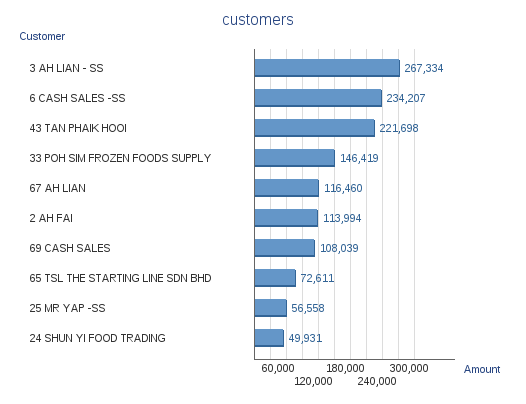 customers
Customer
3 AH LIAN - SS 267,334
6 CASH SALES -SS 234,207
43 TAN PHAIK HOOI 221,698
33 POH SIM FROZEN FOODS SUPPLY 146,419
67 AH LIAN 116,460
2 AH FAI 113,994
69 CASH SALES 108,039
65 TSL THE STARTING LINE SDN BHD 72,611
25 MR YAP -SS 56,558
24 SHUN YI FOOD TRADING 49,931
60,000 180,000 300,000 Amount
120,000 240,000